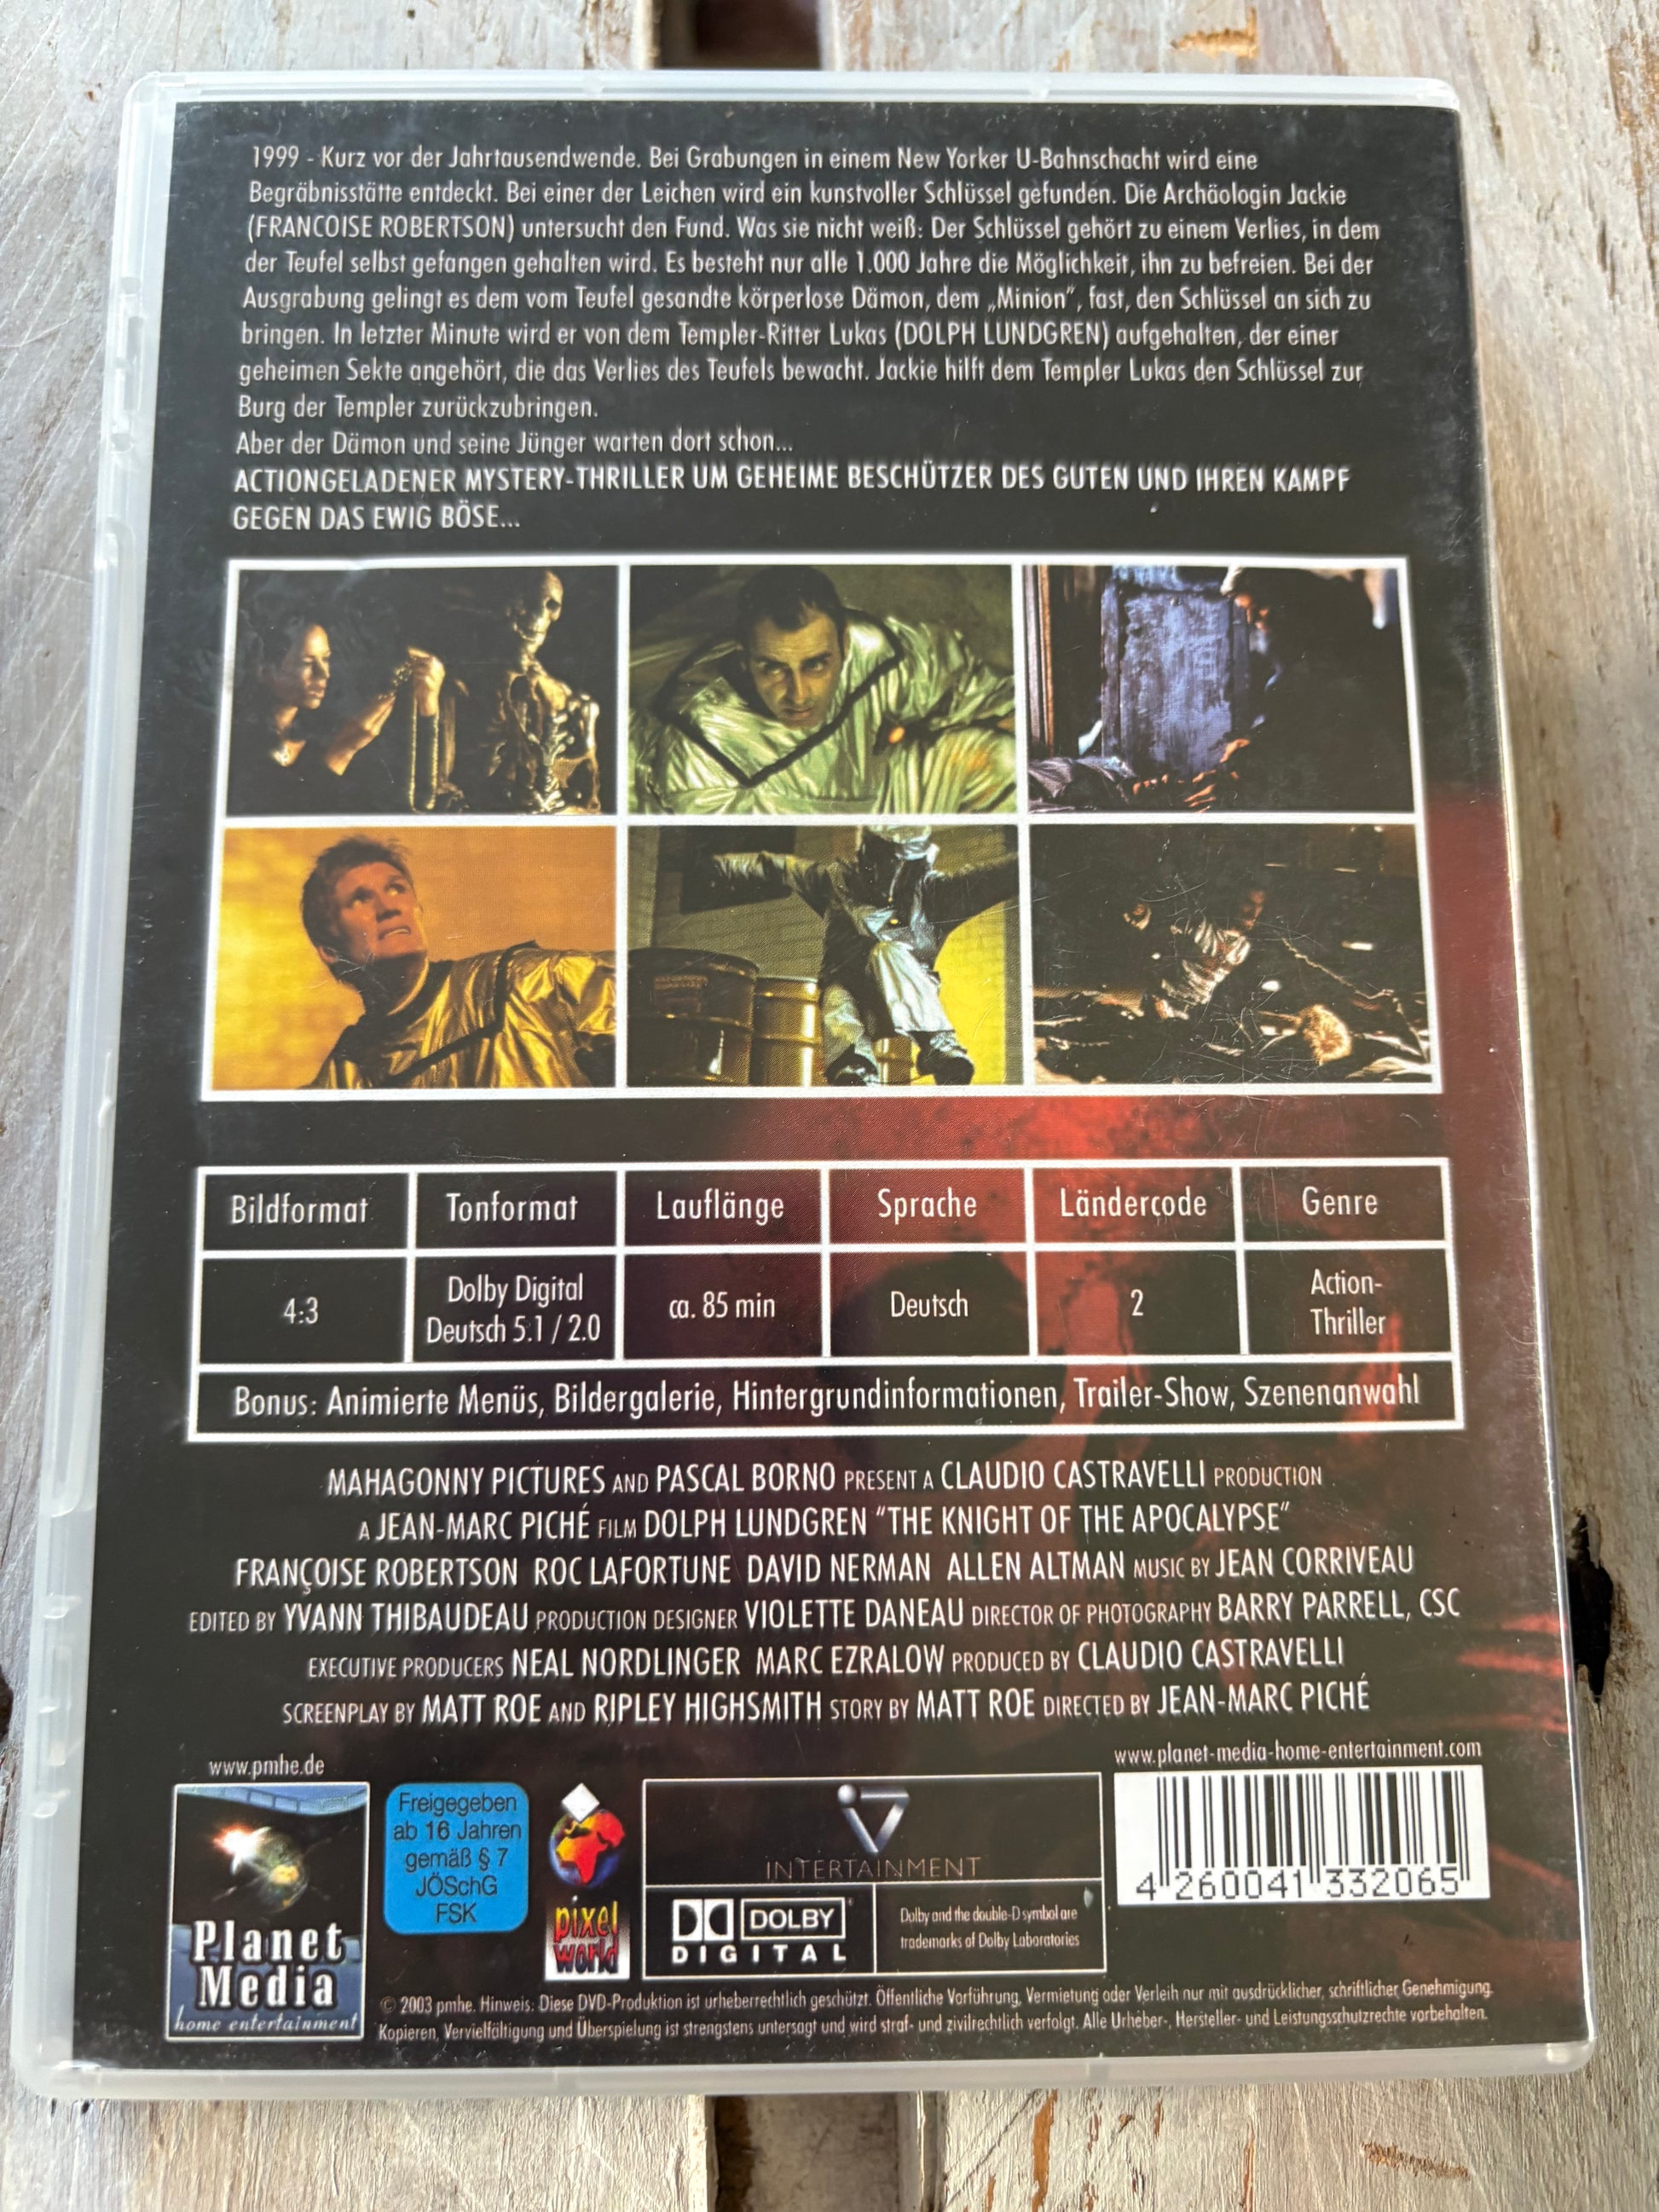 1999 - Kurz vor der Jahrtausendwende. Bei Grabungen in einem New Yorker U-Bahnschacht wird eine
Begräbnisstätte entdeckt. Bei einer der Leichen wird ein kunstvoller Schlüssel gefunden. Die Archäologin Jackie
(FRANCOISE ROBERTSON) untersucht den Fund. Was sie nicht weiß: Der Schlüssel gehört zu einem Verlies, in dem
der Teufel selbst gefangen gehalten wird. Es besteht nur alle 1.000 Jahre die Möglichkeit, ihn zu befreien. Bei der
Ausgrabung gelingt es dem vom Teufel gesandte körperlose Dämon, dem „Minion", fast, den Schlüssel an sich zu
bringen. In letzter Minute wird er von dem Templer-Ritter Lukas (DOLPH LUNDGREN) aufgehalten, der einer
geheimen Sekte angehört, die das Verlies des Teufels bewacht. Jackie hilft dem Templer Lukas den Schlüssel zur
Burg der Templer zurückzubringen.
Aber der Dämon und seine Jünger warten dort schon...
ACTIONGELADENER MYSTERY-THRILLER UM GEHEIME BESCHÜTZER DES GUTEN UND IHREN KAMPF
GEGEN DAS EWIG BÖSE...
Bildformat Tonformat Lauflänge Sprache Ländercode Genre
4:3 Dolby Digital Deutsch 5.1 / 2.0 ca. 85 min Deutsch 2 Action-Thriller
Bonus: Animierte Menüs, Bildergalerie, Hintergrundinformationen, Trailer-Show, Szenenanwahl
MAHAGONNY PICTURES AND PASCAL BORNO PRESENT A CLAUDIO CASTRAVELLI PRODUCTION
A JEAN-MARC PICHÉ FILM DOLPH LUNDGREN "THE KNIGHT OF THE APOCALYPSE"
FRANÇOISE ROBERTSON ROC LAFORTUNE DAVID NERMAN ALLEN ALTMAN MUSIC BY JEAN CORRIVEAU
EDITED BY YVANN THIBAUDEAU PRODUCTION DESIGNER VIOLETTE DANEAU DIRECTOR OF PHOTOGRAPHY BARRY PARRELL, CSC
EXECUTIVE PRODUCERS NEAL NORDLINGER MARC EZRALOW PRODUCED BY CLAUDIO CASTRAVELLI
SCREENPLAY BY MATT ROE AND RIPLEY HIGHSMITH STORY BY MATT ROE DIRECTED BY JEAN-MARC PICHÉ
www.pmhe.de
www.planet-media-home-entertainment.com
Planet
Media
home entertainment
Freigegeben
ab 16 Jahren
gemäß § 7
JÖSchG
FSK
pixel
world
INTERTAINMENT
DOLBY
DIGITAL
Dolby and the double-D symbol are
trademarks of Dolby Laboratories
4 260041 332065
© 2003 pmhe. Hinweis: Diese DVD-Produktion ist urheberrechtlich geschützt. Öffentliche Vorführung, Vermietung oder Verleih nur mit ausdrücklicher, schriftlicher Genehmigung.
Kopieren, Vervielfältigung und Überspielung ist strengstens untersagt und wird straf- und zivilrechtlich verfolgt. Alle Urheber-, Hersteller- und Leistungsschutzrechte vorbehalten.